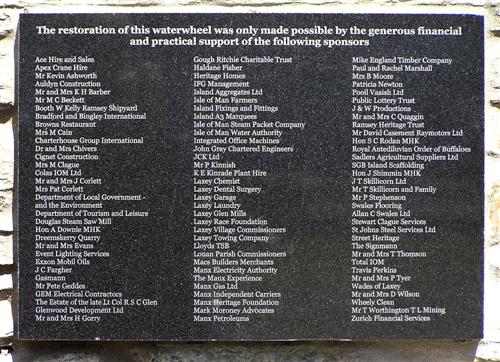 The restoration of this waterwheel was only made possible by the generous financial
and practical support of the following sponsors
Ace Hire and Sales
Apex Crane Hire
Mr Kevin Ashworth
Auldyn Construction
Mr and Mrs K H Barber
Mr M C Beckett
Booth W Kelly Ramsey Shipyard
Bradford and Bingley International
Browns Restaurant
Mrs M Cain
Charterhouse Group International
Dr and Mrs Chivers
Cignet Construction
Mrs M Clague
Colas IOM Ltd
Mr and Mrs J Corlett
Mrs Pat Corlett
Department of Local Government -
and the Environment
Department of Tourism and Leisure
Douglas Steam Saw Mill
Hon A Downie MHK
Dreemskerry Quarry
Mr and Mrs Evans
Event Lighting Services
Exxon Mobil Oils
J C Fargher
Gasmann
Mr Pete Geddes
GEM Electrical Contractors
The Estate of the late Lt Col R S C Glen
Glenwood Development Ltd
Mr and Mrs H Gorry
Gough Ritchie Charitable Trust
Haldane Fisher
Heritage Homes
IFG Management
Island Aggregates Ltd
Isle of Man Farmers
Island Fixings and Fittings
Island A3 Marquees
Isle of Man Steam Packet Company
Isle of Man Water Authority
Integrated Office Machines
John Gray Chartered Engineers
JCK Ltd
Mr P Kinnish
K E Kinrade Plant Hire
Laxey Chemist
Laxey Dental Surgery
Laxey Garage
Laxey Laundry
Laxey Glen Mills
Laxey Race Foundation
Laxey Village Commissioners
Laxey Towing Company
Lloyds TSB
Lonan Parish Commissioners
Macs Builders Merchants
Manx Electricity Authority
The Manx Experience
Manx Gas Ltd
Manx Independent Carriers
Manx Heritage Foundation
Mark Moroney Advocates
Manx Petroleums
Mike England Timber Company
Paul and Rachel Marshall
Mrs B Moore
Patricia Newton
Pooil Vaaish Ltd
Public Lottery Trust
J & W Productions
Mr and Mrs C Quaggin
Ramsey Heritage Trust
Mr David Casement Raymotors Ltd
Hon S C Rodan MHK
Royal Antediluvian Order of Buffaloes
Sadlers Agricultural Suppliers Ltd
SGB Island Scaffolding
Hon J Shimmin MHK
J T Skillicorn Ltd
Mr T Skillicorn and Family
Mr P Stephenson
Swales Flooring
Allan C Swales Ltd
Stewart Clague Services
St Johns Steel Services Ltd
Street Heritage
The Signmann
Mr and Mrs T Thomson
Total IOM
Travis Perkins
Mr and Mrs P Tyer
Wades of Laxey
Mr and Mrs D Wilson
Wheely Clean
Mr T Worthington T L Mining
Zurich Financial Services